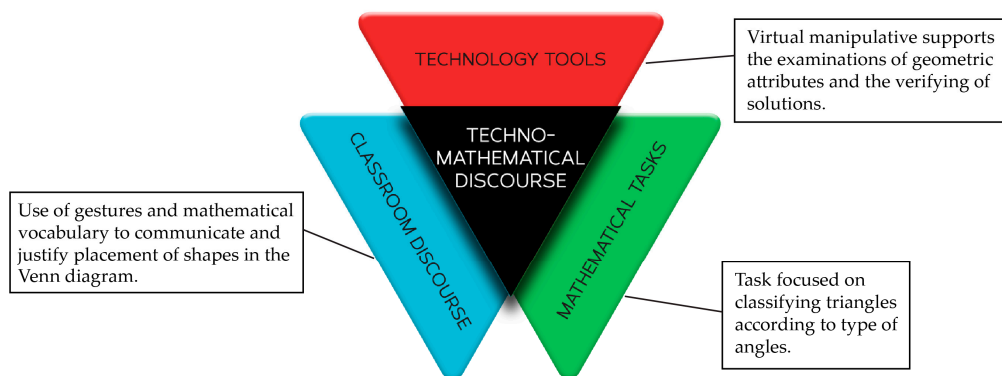 TECHNOLOGY TOOLS
Virtual manipulative supports
the examinations of geometric
attributes and the verifying of
solutions.
TECHNO-
MATHEMATICAL
DISCOURSE
CLASSROOM DISCOURSE
MATHEMATICAL TASKS
Use of gestures and mathematical
vocabulary to communicate and
justify placement of shapes in the
Venn diagram.
Task focused on
classifying triangles
according to type of
angles.